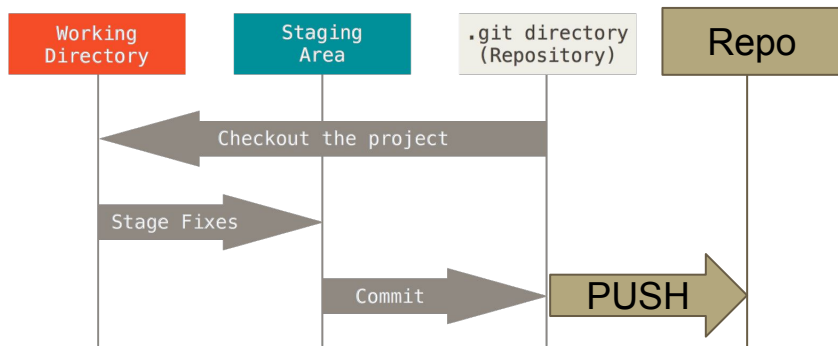 Working
Directory
Staging
Area
.git directory
(Repository)
Repo
Checkout the project
Stage Fixes
Commit
PUSH